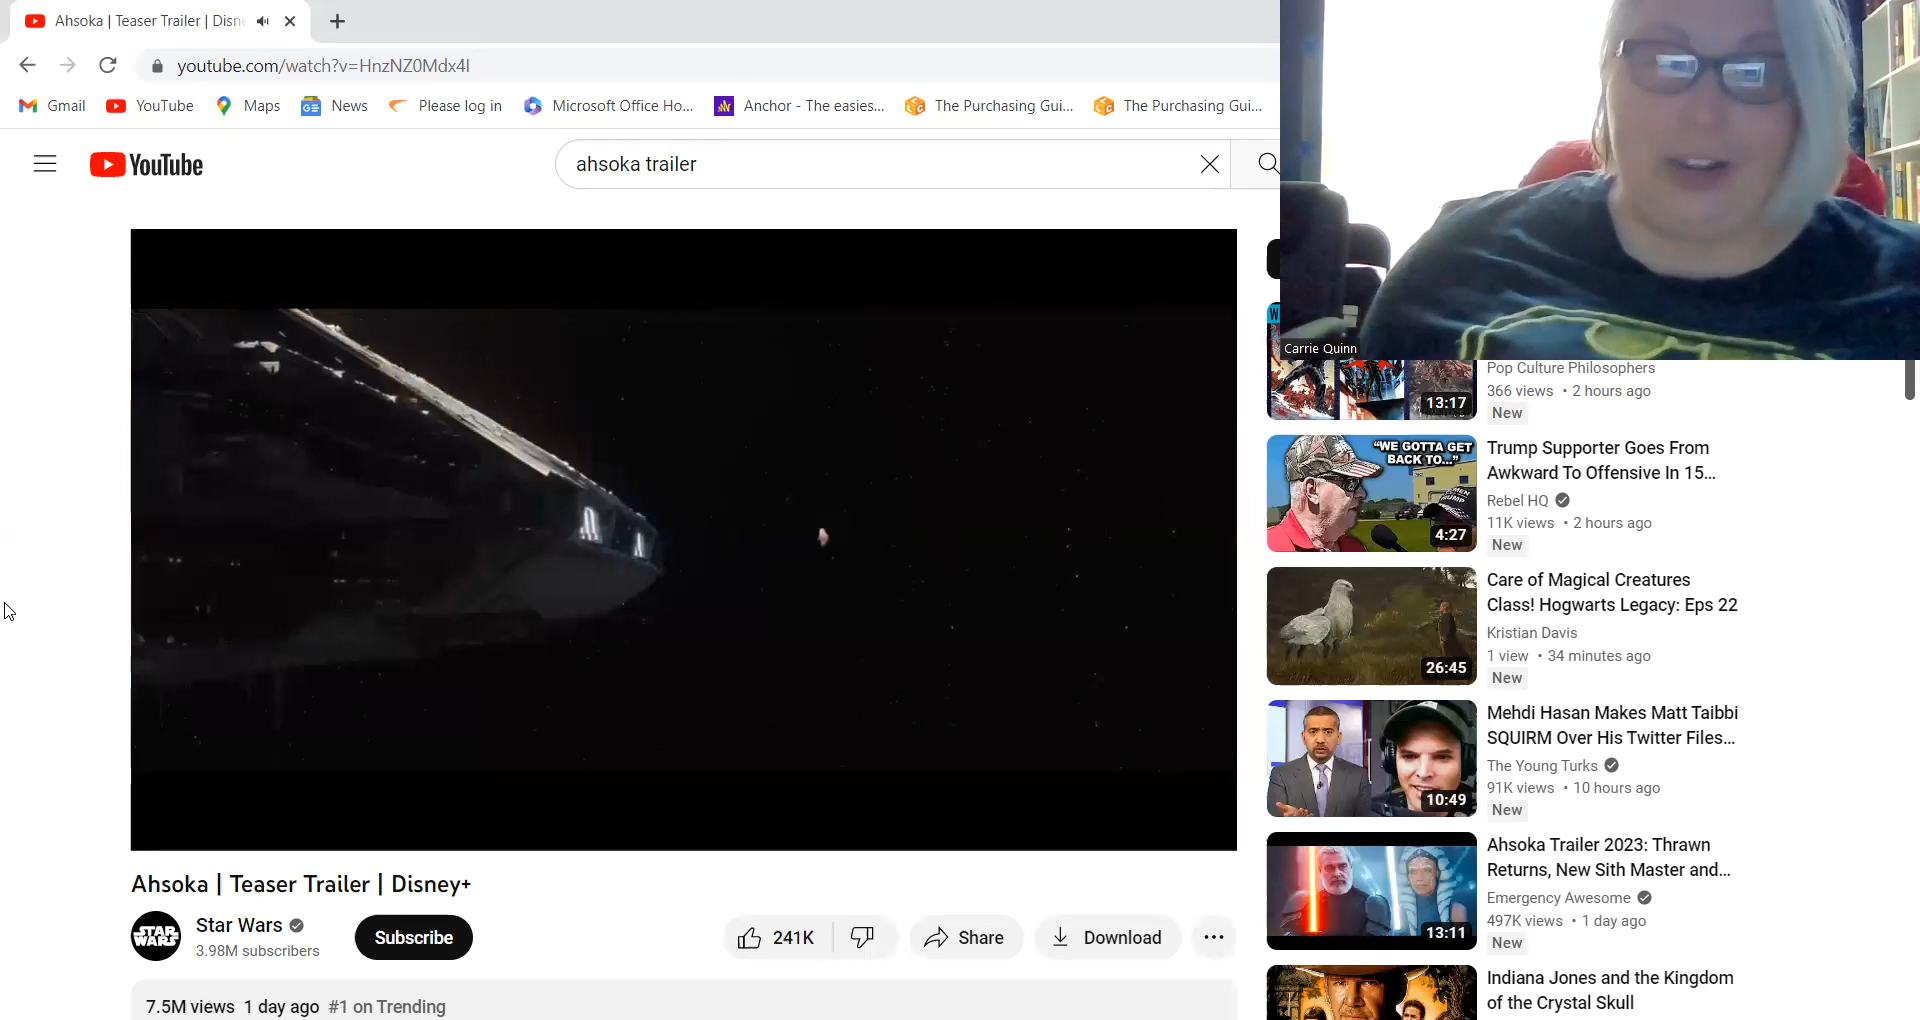 Ahsoka | Teaser Trailer | Disn
youtube.com/watch?v=HnzNZ0Mdx4I
Gmail
YouTube
Maps
News
Please log in
Microsoft Office Ho...
Anchor - The easies...
The Purchasing Gui...
The Purchasing Gui...
YouTube
ahsoka trailer
Carrie Quinn
Pop Culture Philosophers
366 views • 2 hours ago
13:17
New
"WE GOTTA GET
BACK TO..."
4:27
Trump Supporter Goes From
Awkward To Offensive In 15...
Rebel HQ
11K views • 2 hours ago
New
26:45
Care of Magical Creatures
Class! Hogwarts Legacy: Eps 22
Kristian Davis
1 view • 34 minutes ago
New
10:49
Mehdi Hasan Makes Matt Taibbi
SQUIRM Over His Twitter Files...
The Young Turks
91K views • 10 hours ago
New
13:11
Ahsoka Trailer 2023: Thrawn
Returns, New Sith Master and...
Emergency Awesome
497K views • 1 day ago
New
Indiana Jones and the Kingdom
of the Crystal Skull
Ahsoka | Teaser Trailer | Disney+
STAR
WARS
Star Wars
3.98M subscribers
Subscribe
241K
Share
Download
7.5M views 1 day ago #1 on Trending